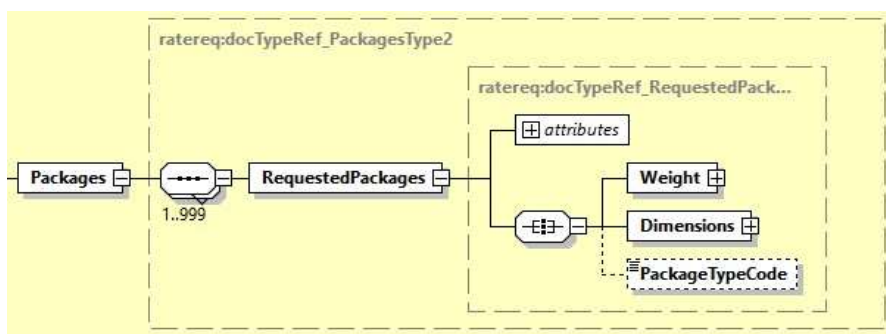 ratereq:docTypeRef_PackagesType2
ratereq:docTypeRef_RequestedPack...
attributes
Packages
RequestedPackages
Weight
1..999
Dimensions
PackageTypeCode